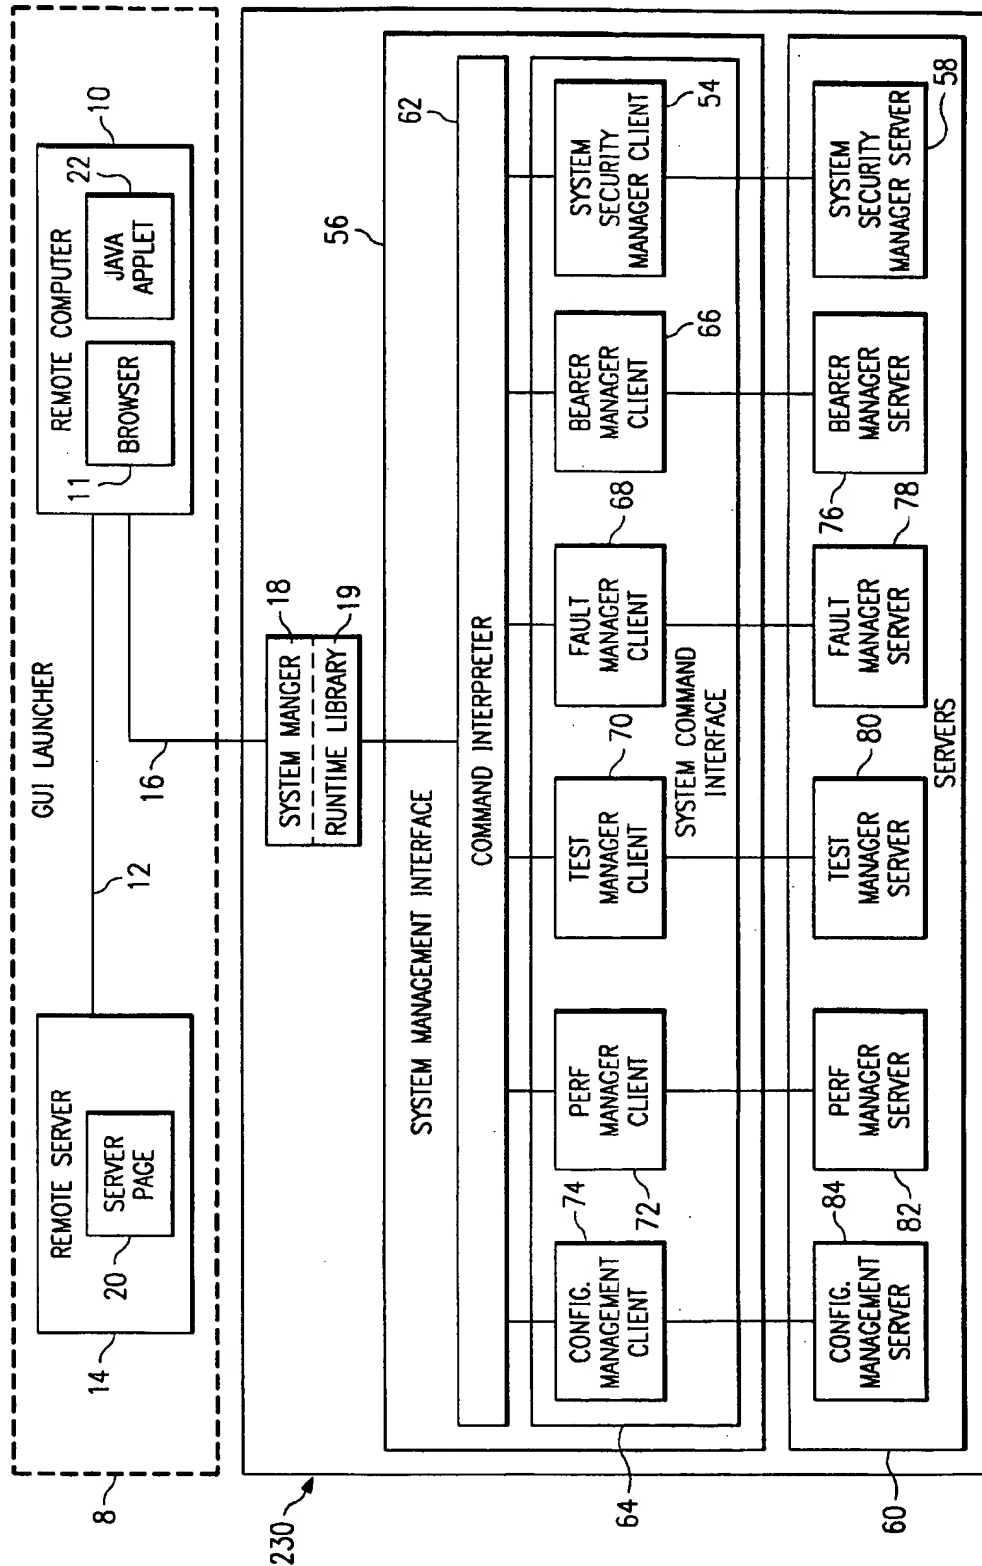 GUI LAUNCHER
8
REMOTE SERVER
14
SERVER
PAGE
20
12
REMOTE COMPUTER
10
BROWSER
11
JAVA
APPLET
22
16
230
SYSTEM MANGER
18
RUNTIME LIBRARY
19
SYSTEM MANAGEMENT INTERFACE
56
COMMAND INTERPRETER
62
CONFIG.
MANAGEMENT
CLIENT
74
PERF
MANAGER
CLIENT
72
TEST
MANAGER
CLIENT
70
FAULT
MANAGER
CLIENT
68
BEARER
MANAGER
CLIENT
66
SYSTEM
SECURITY
MANAGER CLIENT
54
SYSTEM COMMAND
INTERFACE
64
CONFIG.
MANAGEMENT
SERVER
84
PERF
MANAGER
SERVER
82
TEST
MANAGER
SERVER
80
FAULT
MANAGER
SERVER
78
BEARER
MANAGER
SERVER
76
SYSTEM
SECURITY
MANAGER SERVER
58
SERVERS
60